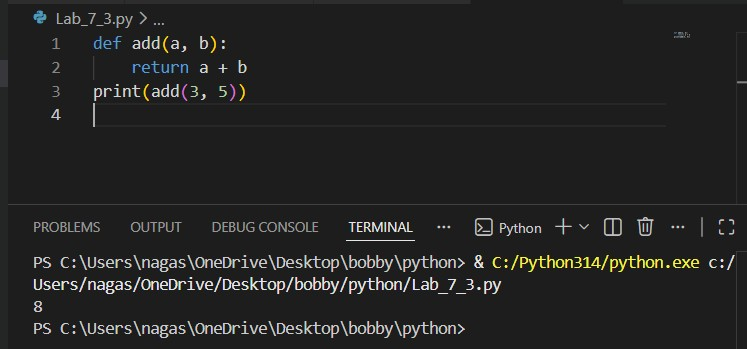 Lab_7_3.py > ...
1 def add(a, b):
2     return a + b
3 print(add(3, 5))
4
PROBLEMS OUTPUT DEBUG CONSOLE TERMINAL ... Python
PS C:\Users\nagas\OneDrive\Desktop\bobby\python> & C:/Python314/python.exe c:/
Users/nagas/OneDrive/Desktop/bobby/python/Lab_7_3.py
8
PS C:\Users\nagas\OneDrive\Desktop\bobby\python>